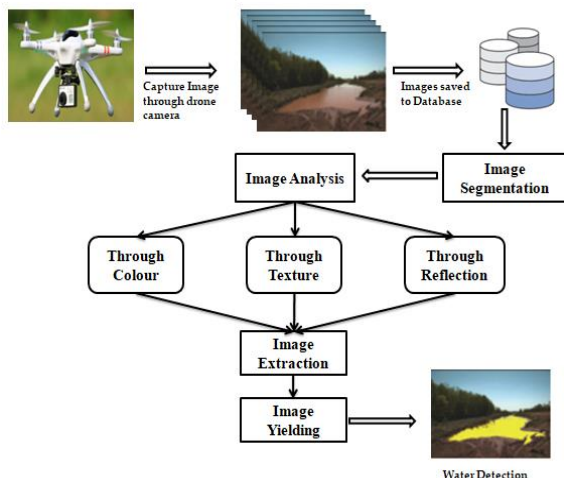 Capture Image
through drone
camera
Images saved
to Database
Image
Segmentation
Image Analysis
Through
Colour
Through
Texture
Through
Reflection
Image
Extraction
Image
Yielding
Water Detection